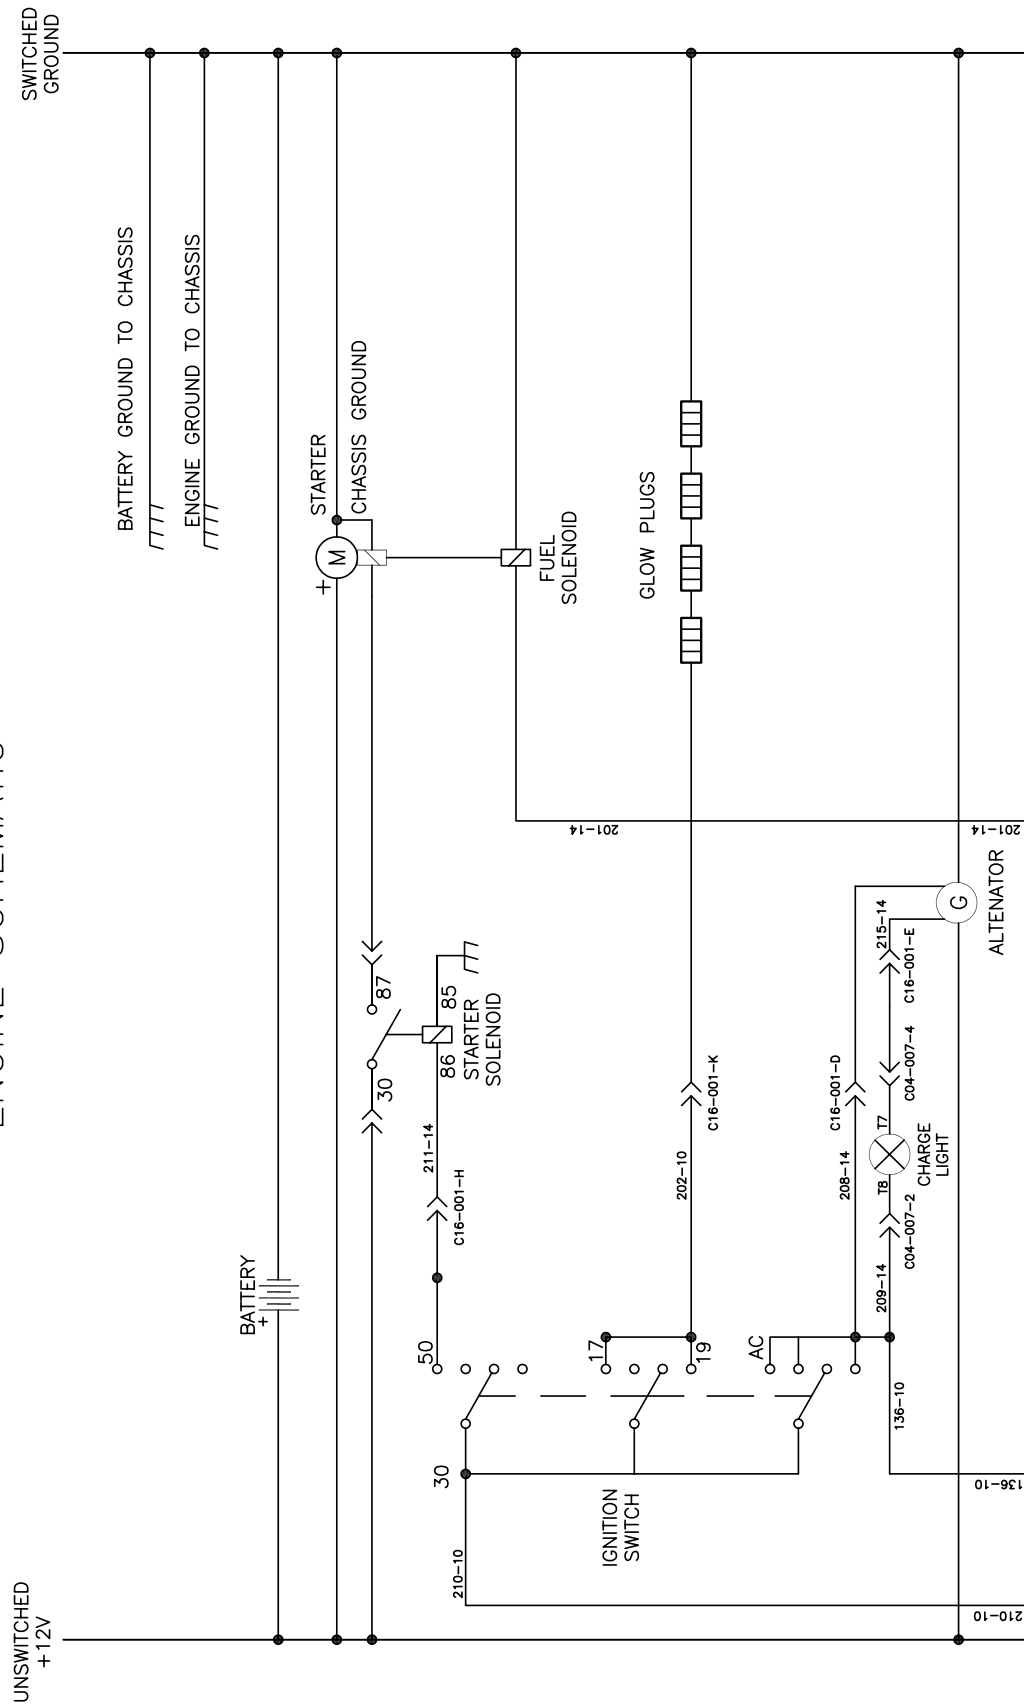 SWITCHED
GROUND
BATTERY GROUND TO CHASSIS
ENGINE GROUND TO CHASSIS
STARTER
CHASSIS GROUND
+
M
FUEL
SOLENOID
GLOW PLUGS
201-14
201-14
ALTENATOR
G
215-14
C16-001-E
87
85
STARTER
SOLENOID
86
30
211-14
C16-001-H
C16-001-K
202-10
C16-001-D
208-14
C04-007-4
T7
CHARGE
LIGHT
T8
C04-007-2
209-14
BATTERY
+
50
17
19
AC
136-10
136-10
30
IGNITION
SWITCH
210-10
210-10
UNSWITCHED
+12V